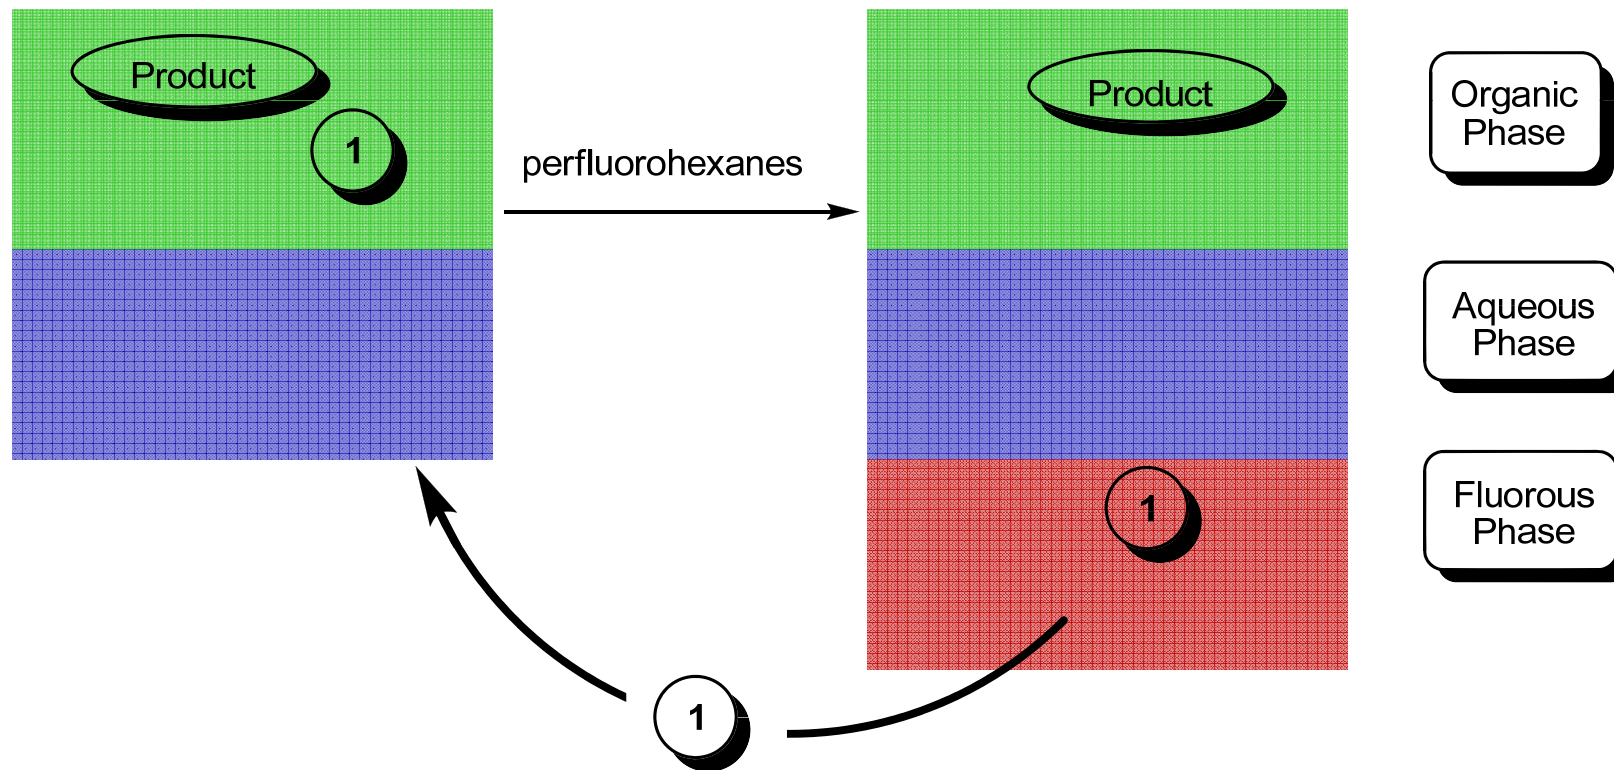 Product
1
perfluorohexanes
Product
1
1
Organic
Phase
Aqueous
Phase
Fluorous
Phase